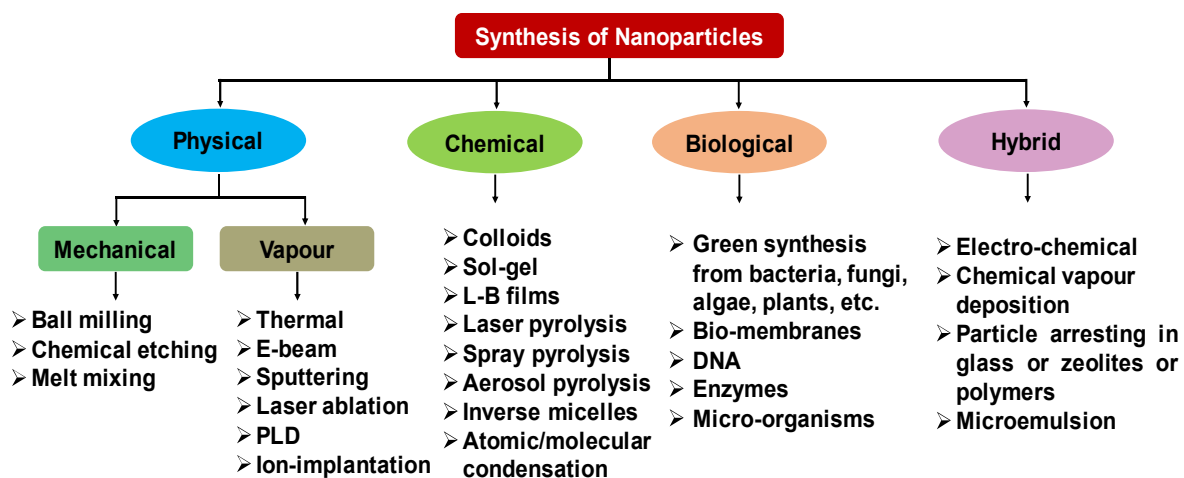 Synthesis of Nanoparticles
Physical
Chemical
Biological
Hybrid
Mechanical
Vapour
➢ Ball milling
➢ Chemical etching
➢ Melt mixing
➢ Thermal
➢ E-beam
➢ Sputtering
➢ Laser ablation
➢ PLD
➢ Ion-implantation
➢ Colloids
➢ Sol-gel
➢ L-B films
➢ Laser pyrolysis
➢ Spray pyrolysis
➢ Aerosol pyrolysis
➢ Inverse micelles
➢ Atomic/molecular
condensation
➢ Green synthesis
from bacteria, fungi,
algae, plants, etc.
➢ Bio-membranes
➢ DNA
➢ Enzymes
➢ Micro-organisms
➢ Electro-chemical
➢ Chemical vapour
deposition
➢ Particle arresting in
glass or zeolites or
polymers
➢ Microemulsion